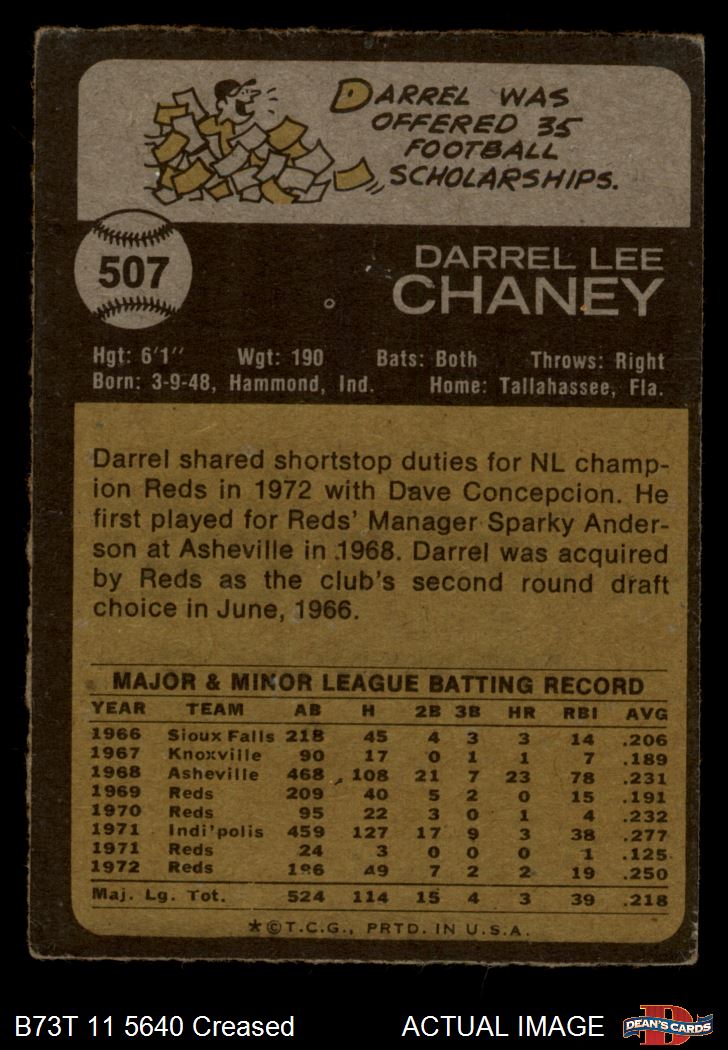 DARREL WAS
OFFERED 35
FOOTBALL
SCHOLARSHIPS.
507
DARREL LEE
CHANEY
Hgt: 6'1" Wgt: 190 Bats: Both Throws: Right
Born: 3-9-48, Hammond, Ind. Home: Tallahassee, Fla.
Darrel shared shortstop duties for NL champ-
ion Reds in 1972 with Dave Concepcion. He
first played for Reds' Manager Sparky Ander-
son at Asheville in 1968. Darrel was acquired
by Reds as the club's second round draft
choice in June, 1966.
MAJOR & MINOR LEAGUE BATTING RECORD
YEAR TEAM AB H 2B 3B HR RBI AVG
1966 Sioux Falls 218 45 4 3 3 14 .206
1967 Knoxville 90 17 0 1 1 7 .189
1968 Asheville 468 108 21 7 23 78 .231
1969 Reds 209 40 5 2 0 15 .191
1970 Reds 95 22 3 0 1 4 .232
1971 Indi'polis 459 127 17 9 3 38 .277
1971 Reds 24 3 0 0 0 1 .125
1972 Reds 196 49 7 2 2 19 .250
Maj. Lg. Tot. 524 114 15 4 3 39 .218
*©T.C.G., PRTD. IN U.S.A.
B73T 11 5640 Creased ACTUAL IMAGE
DEAN'S CARDS